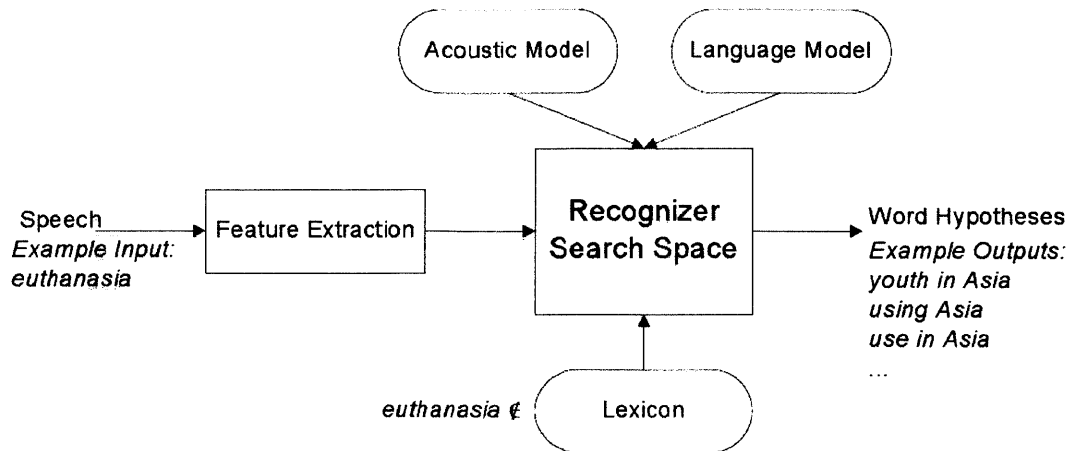 Acoustic Model
Language Model
Speech
Example Input:
euthanasia
Feature Extraction
Recognizer
Search Space
Word Hypotheses
Example Outputs:
youth in Asia
using Asia
use in Asia
...
euthanasia ∉
Lexicon